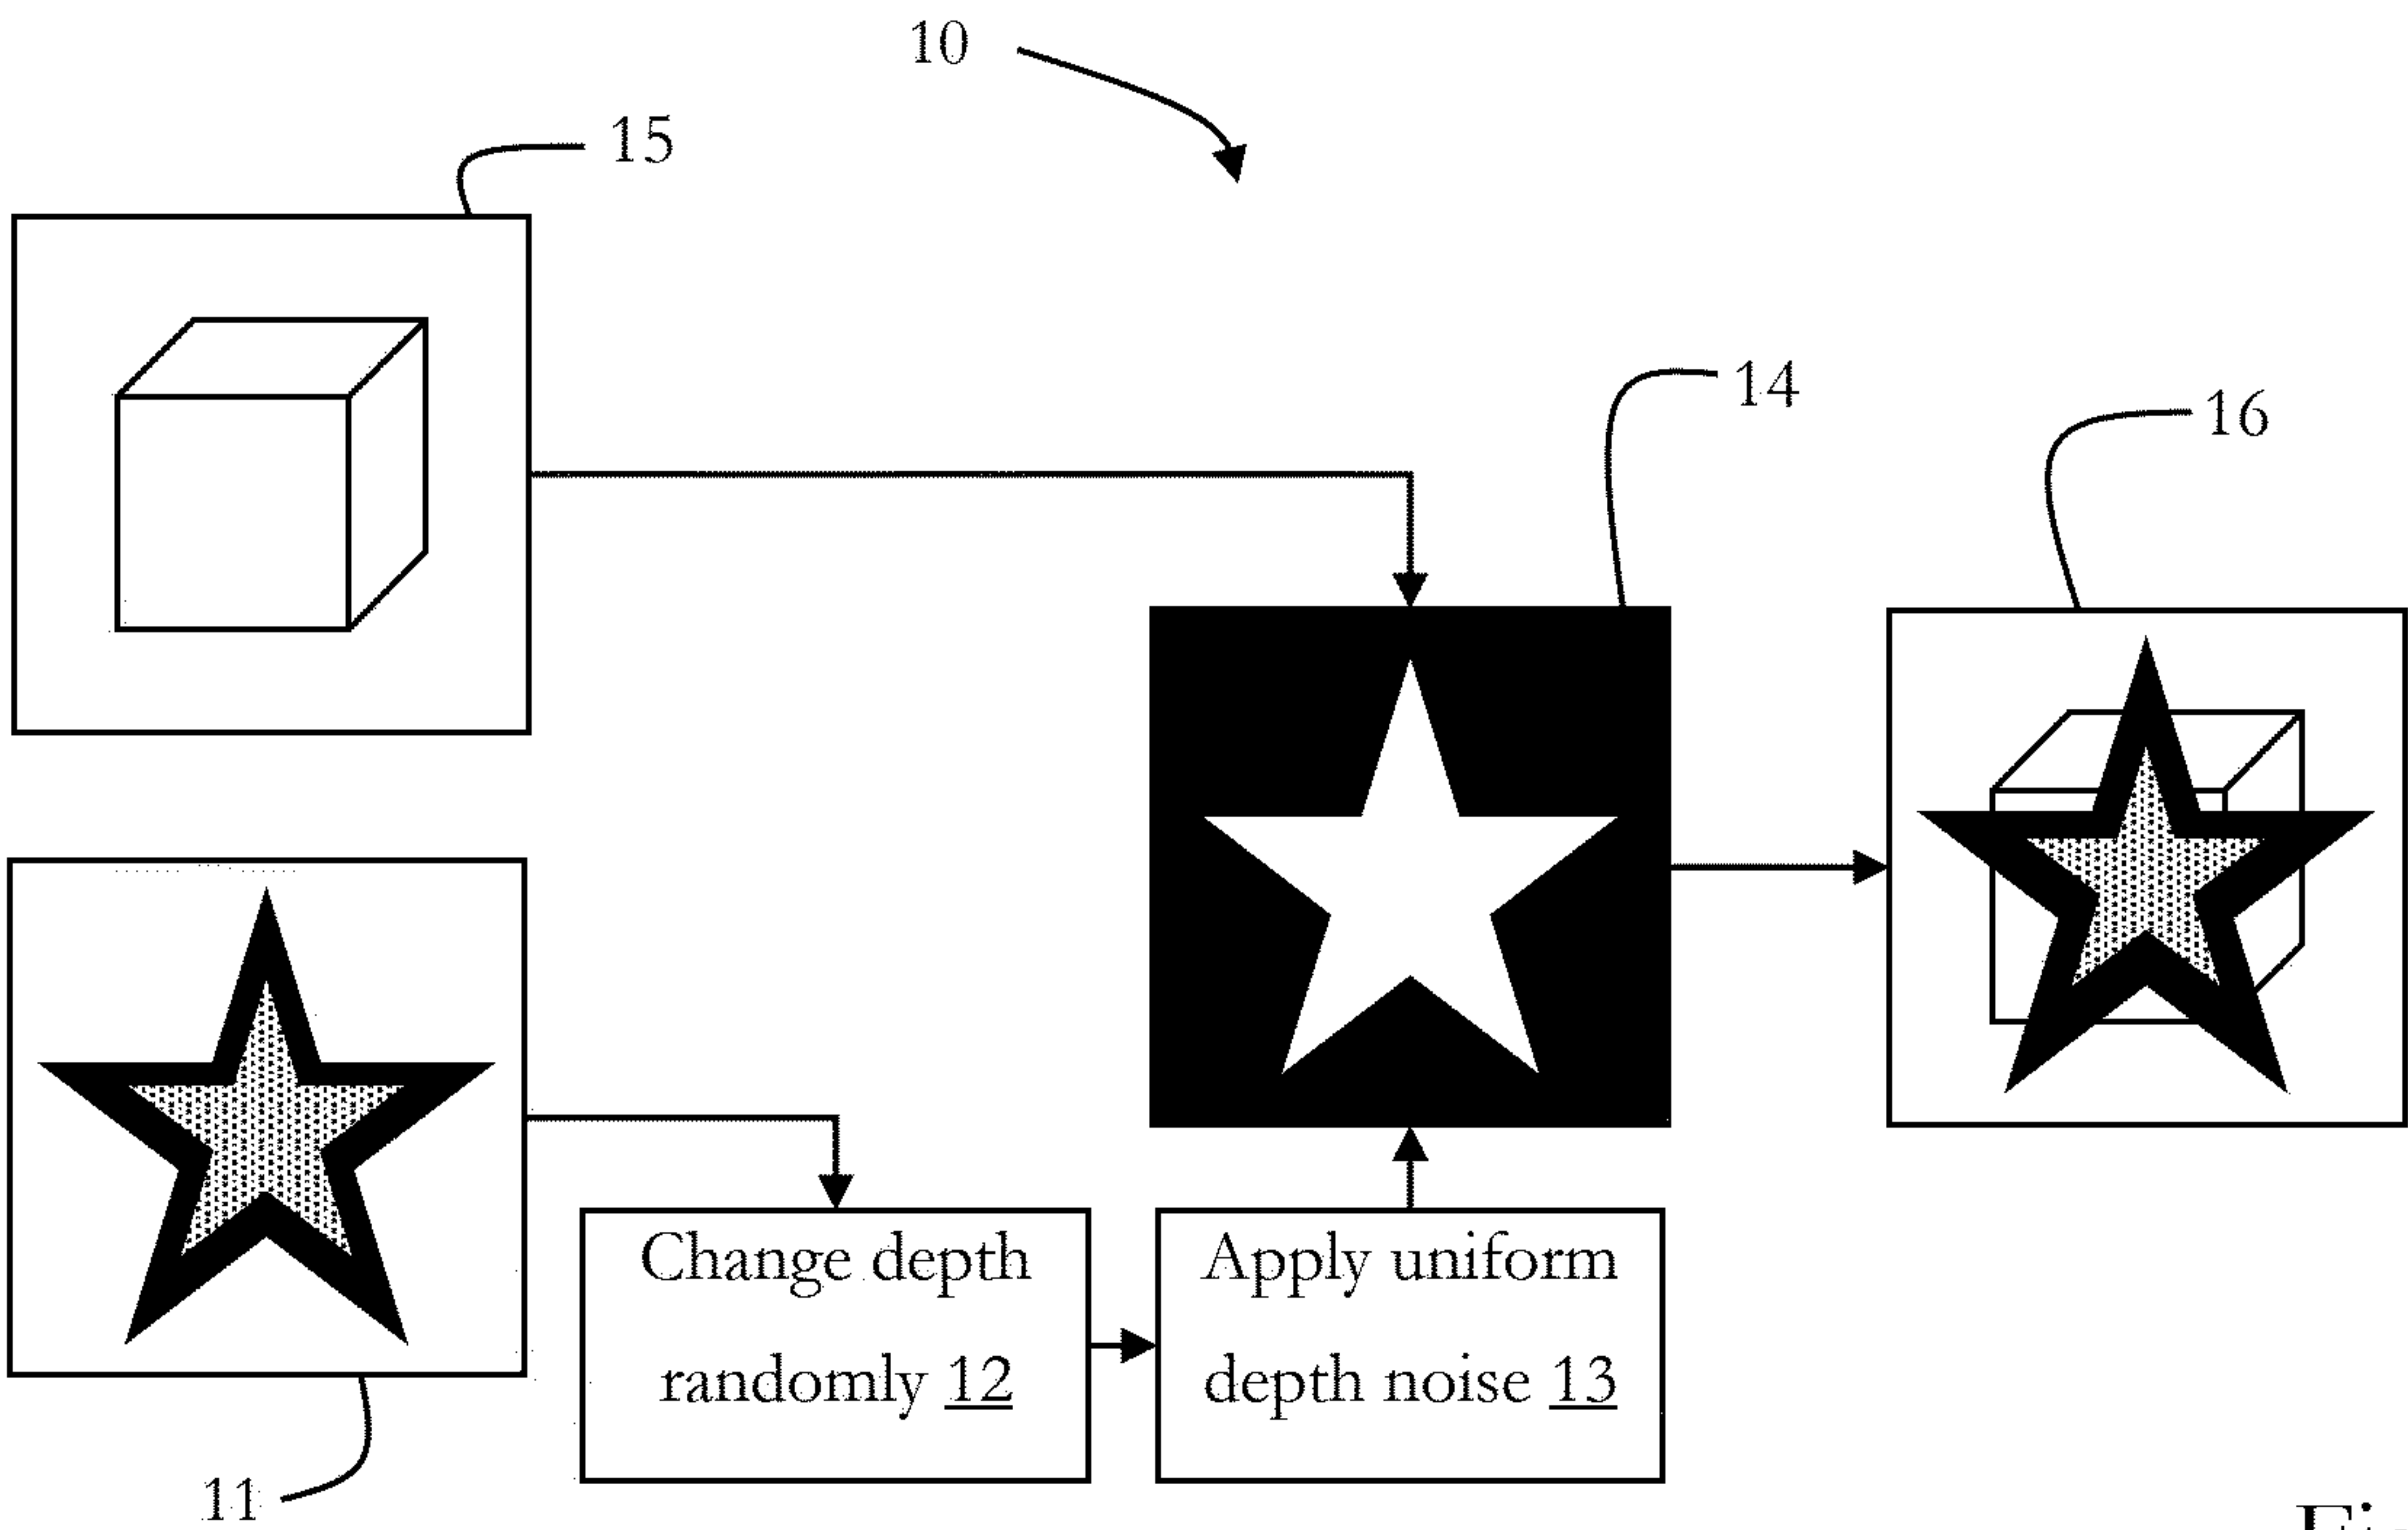 10
15
14
16
Change depth
randomly 12
Apply uniform
depth noise 13
11